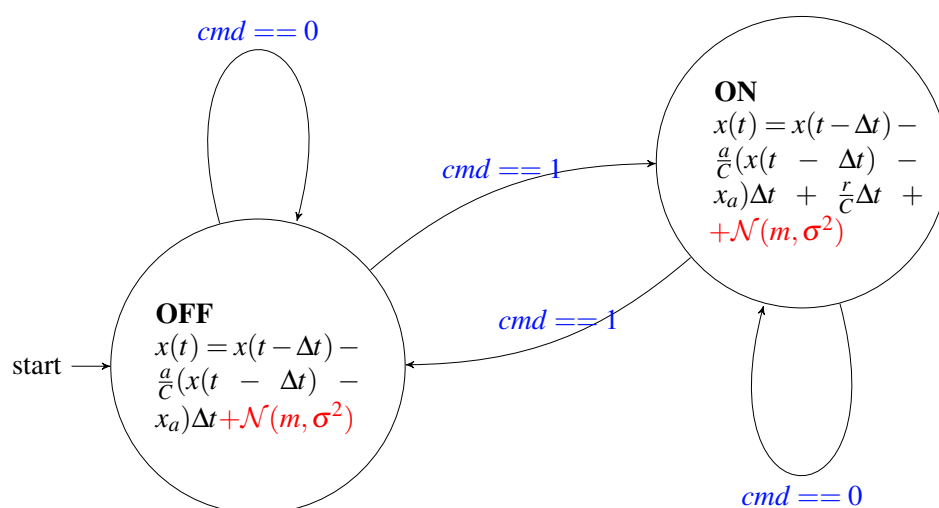 cmd == 0
ON
x(t) = x(t − Δt) −
a/C (x(t − Δt) −
x_a)Δt + r/C Δt +
+𝒩(m, σ²)
cmd == 1
cmd == 1
OFF
x(t) = x(t − Δt) −
a/C (x(t − Δt) −
x_a)Δt +𝒩(m, σ²)
start
cmd == 0